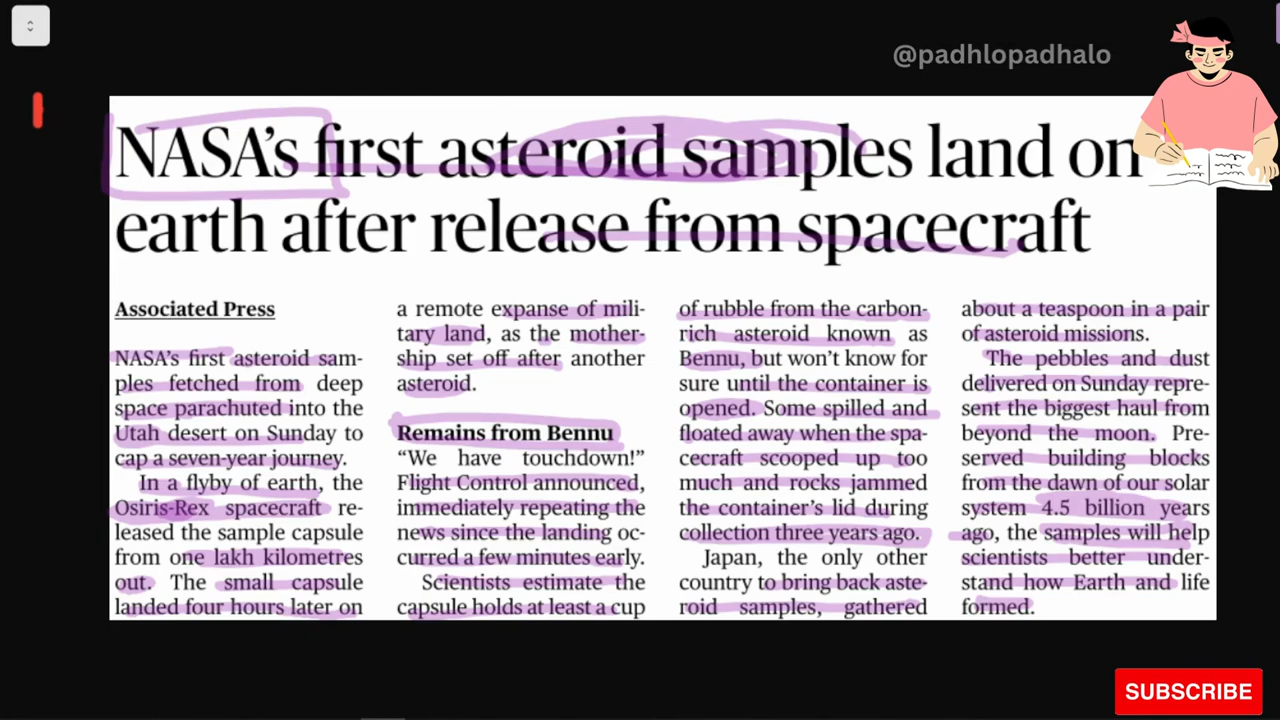 @padhlopadhalo
NASA's first asteroid samples land on
earth after release from spacecraft
Associated Press
NASA's first asteroid sam-
ples fetched from deep
space parachuted into the
Utah desert on Sunday to
cap a seven-year journey.
In a flyby of earth, the
Osiris-Rex spacecraft re-
leased the sample capsule
from one lakh kilometres
out. The small capsule
landed four hours later on
a remote expanse of mili-
tary land, as the mother-
ship set off after another
asteroid.
Remains from Bennu
“We have touchdown!”
Flight Control announced,
immediately repeating the
news since the landing oc-
curred a few minutes early.
Scientists estimate the
capsule holds at least a cup
of rubble from the carbon-
rich asteroid known as
Bennu, but won't know for
sure until the container is
opened. Some spilled and
floated away when the spa-
cecraft scooped up too
much and rocks jammed
the container's lid during
collection three years ago.
Japan, the only other
country to bring back aste-
roid samples, gathered
about a teaspoon in a pair
of asteroid missions.
The pebbles and dust
delivered on Sunday repre-
sent the biggest haul from
beyond the moon. Pre-
served building blocks
from the dawn of our solar
system 4.5 billion years
ago, the samples will help
scientists better under-
stand how Earth and life
formed.
SUBSCRIBE